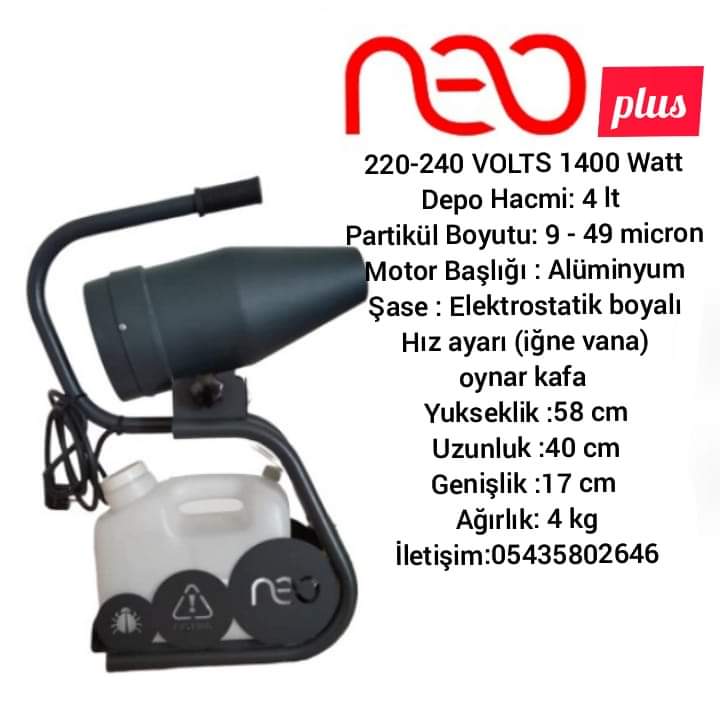 neo
plus
220-240 VOLTS 1400 Watt
Depo Hacmi: 4 lt
Partikül Boyutu: 9 - 49 micron
Motor Başlığı : Alüminyum
Şase : Elektrostatik boyalı
Hız ayarı (iğne vana)
oynar kafa
Yukseklik :58 cm
Uzunluk :40 cm
Genişlik :17 cm
Ağırlık: 4 kg
İletişim:05435802646
neo